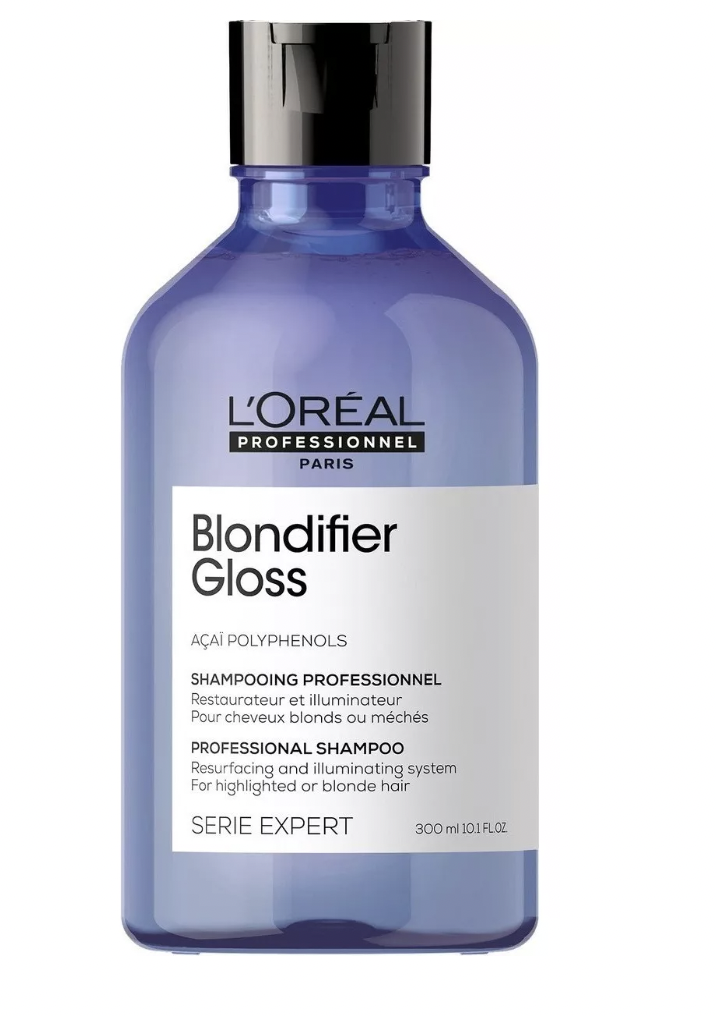 L'ORÉAL
PROFESSIONNEL
PARIS
Blondifier
Gloss
AÇAÏ POLYPHENOLS
SHAMPOOING PROFESSIONNEL
Restaurateur et illuminateur
Pour cheveux blonds ou méchés
PROFESSIONAL SHAMPOO
Resurfacing and illuminating system
For highlighted or blonde hair
SERIE EXPERT 300 ml 10.1 FL.OZ.